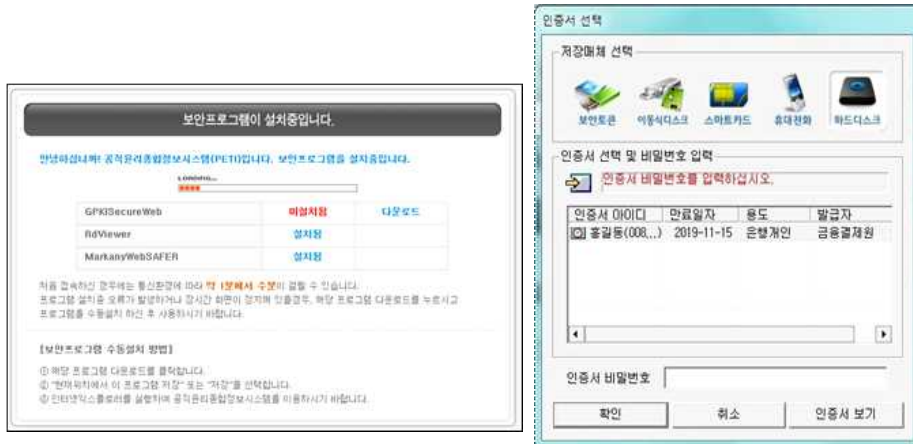 보안프로그램이 설치중입니다.
안녕하십니까! 공직윤리종합정보시스템(PETI)입니다. 보안프로그램을 설치중입니다.
LOADING...
GPKISecureWeb 미설치됨 다운로드
RdViewer 설치됨
MarkanyWebSAFER 설치됨
처음 접속하신 경우에는 통신환경에 따라 약 1분에서 수분이 걸릴 수 있습니다.
프로그램 설치중 오류가 발생하거나 장시간 화면이 정지해 있을경우, 해당 프로그램 다운로드를 누르시고
프로그램을 수동설치 하신 후 사용하시기 바랍니다.
[보안프로그램 수동설치 방법]
① 해당 프로그램 다운로드를 클릭합니다.
② "현재위치에서 이 프로그램 저장" 또는 "저장"을 선택합니다.
③ 인터넷익스플로러를 실행하여 공직윤리종합정보시스템를 이용하시기 바랍니다.
인증서 선택
저장매체 선택
보안토큰 이동식디스크 스마트카드 휴대전화 하드디스크
인증서 선택 및 비밀번호 입력
인증서 비밀번호를 입력하십시오.
인증서 아이디 만료일자 용도 발급자
홍길동(008,..) 2019-11-15 은행개인 금융결제원
인증서 비밀번호
확인 취소 인증서 보기